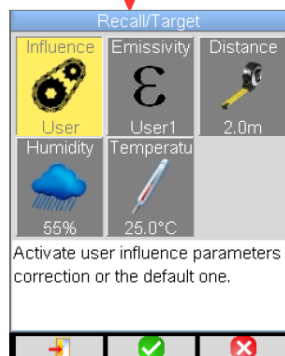 Recall/Target
Influence Emissivity Distance
ε
User User1 2.0m
Humidity Temperatu
55% 25.0°C
Activate user influence parameters
correction or the default one.